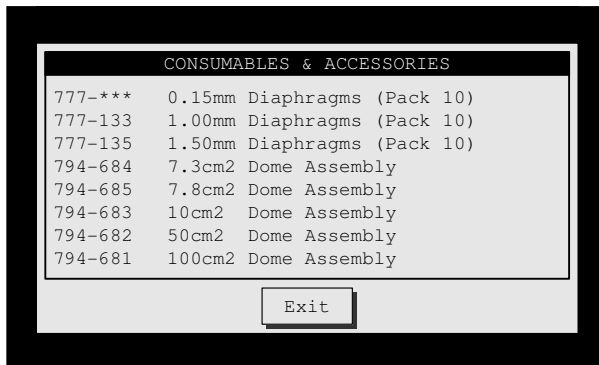 CONSUMABLES & ACCESSORIES
777-*** 0.15mm Diaphragms (Pack 10)
777-133 1.00mm Diaphragms (Pack 10)
777-135 1.50mm Diaphragms (Pack 10)
794-684 7.3cm2 Dome Assembly
794-685 7.8cm2 Dome Assembly
794-683 10cm2 Dome Assembly
794-682 50cm2 Dome Assembly
794-681 100cm2 Dome Assembly
Exit